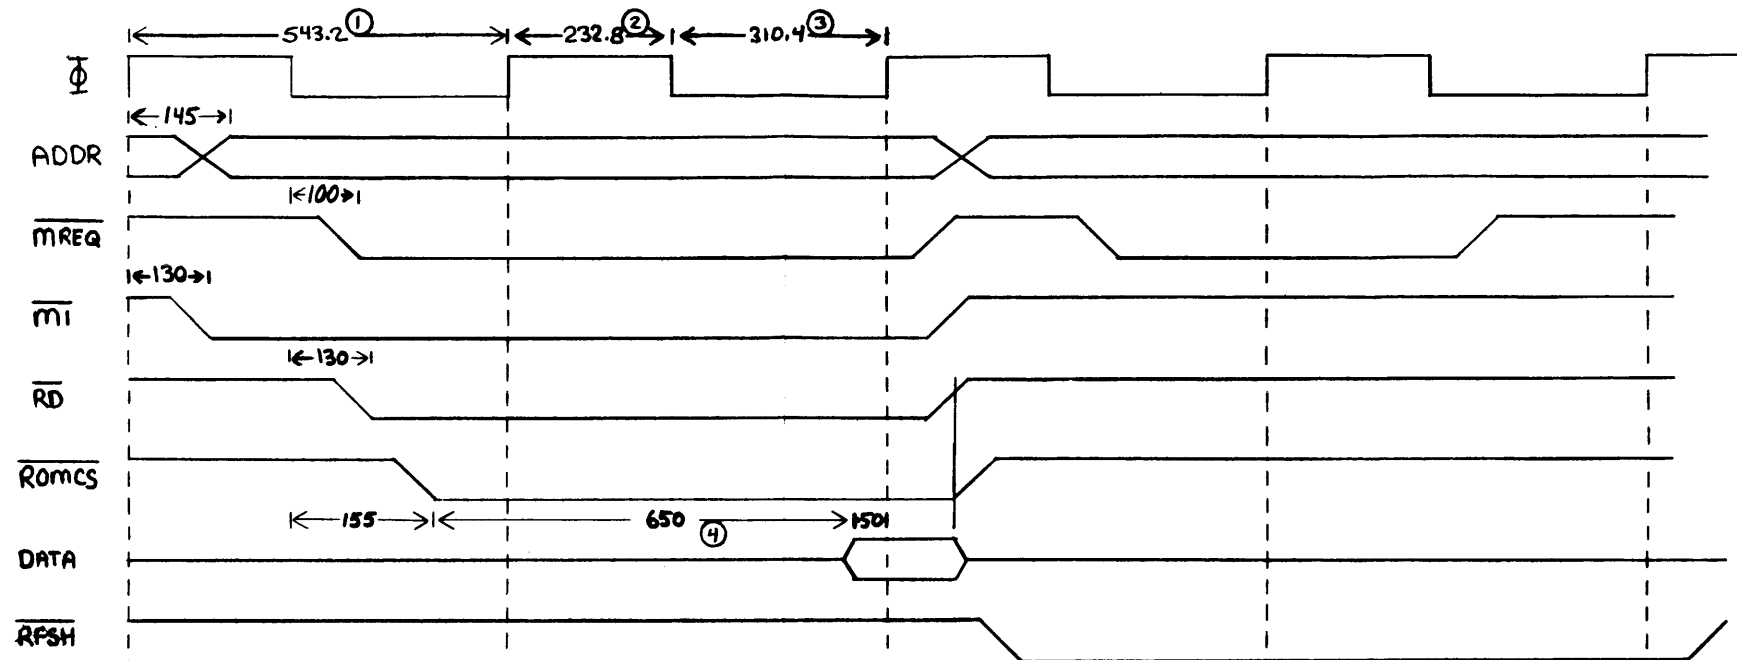 543.2 ① 232.8 ② 310.4 ③
Φ
145
ADDR
100
MREQ
130
M1
130
RD
ROMCS
155 650 ④ 50
DATA
RFSH